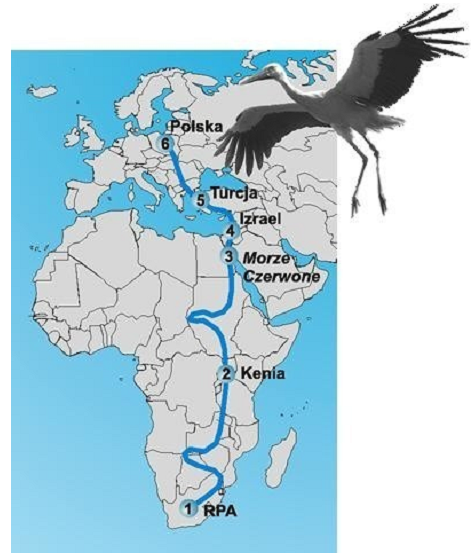 Polska
6
Turcja
5
Izrael
4
3
Morze
Czerwone
2
Kenia
1
RPA